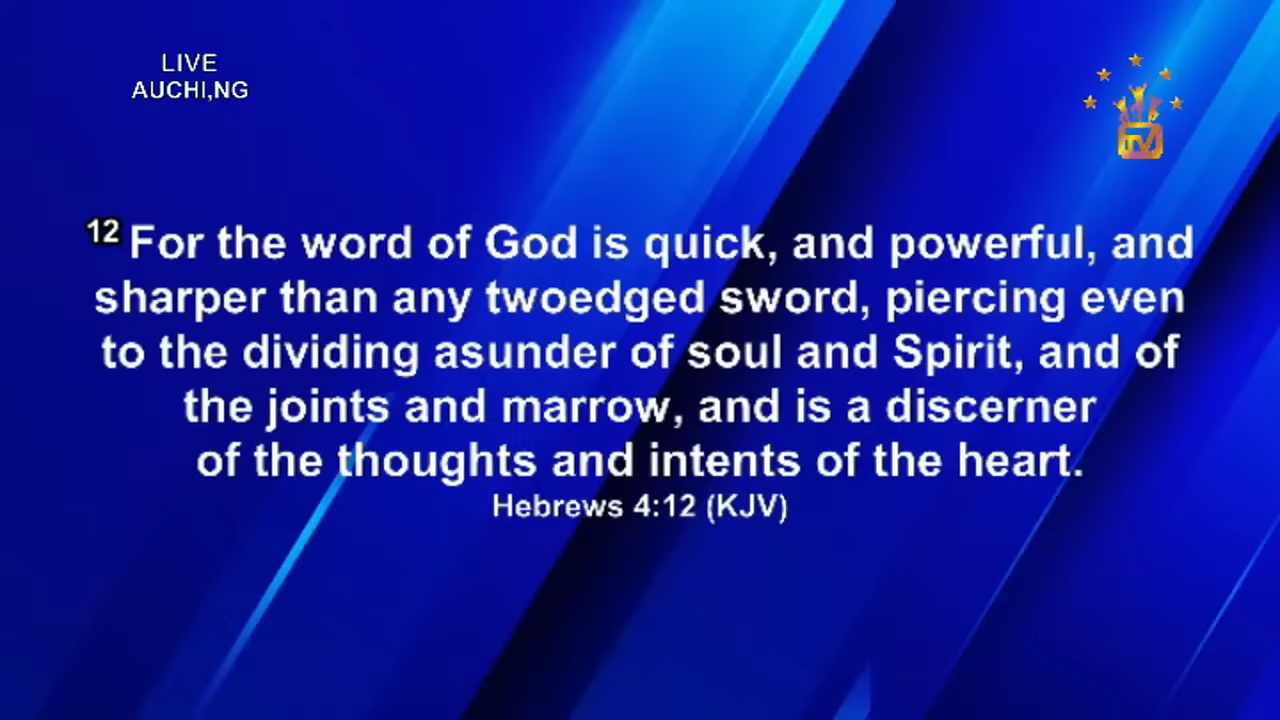 LIVE
AUCHI,NG
TV
12 For the word of God is quick, and powerful, and
sharper than any twoedged sword, piercing even
to the dividing asunder of soul and Spirit, and of
the joints and marrow, and is a discerner
of the thoughts and intents of the heart.
Hebrews 4:12 (KJV)